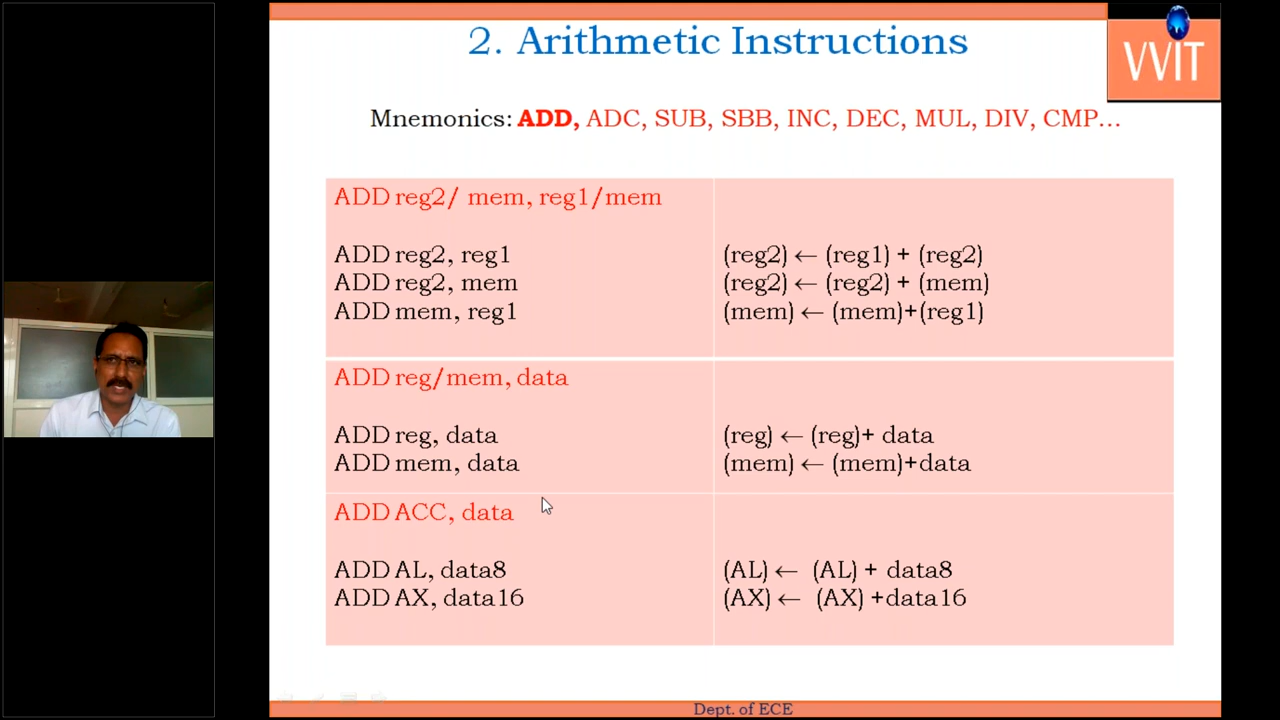 2. Arithmetic Instructions
VVIT
Mnemonics: ADD, ADC, SUB, SBB, INC, DEC, MUL, DIV, CMP...
ADD reg2/ mem, reg1/mem
ADD reg2, reg1 (reg2) ← (reg1) + (reg2)
ADD reg2, mem (reg2) ← (reg2) + (mem)
ADD mem, reg1 (mem) ← (mem)+(reg1)
ADD reg/mem, data
ADD reg, data (reg) ← (reg)+ data
ADD mem, data (mem) ← (mem)+data
ADD ACC, data
ADD AL, data8 (AL) ← (AL) + data8
ADD AX, data16 (AX) ← (AX) +data16
Dept. of ECE